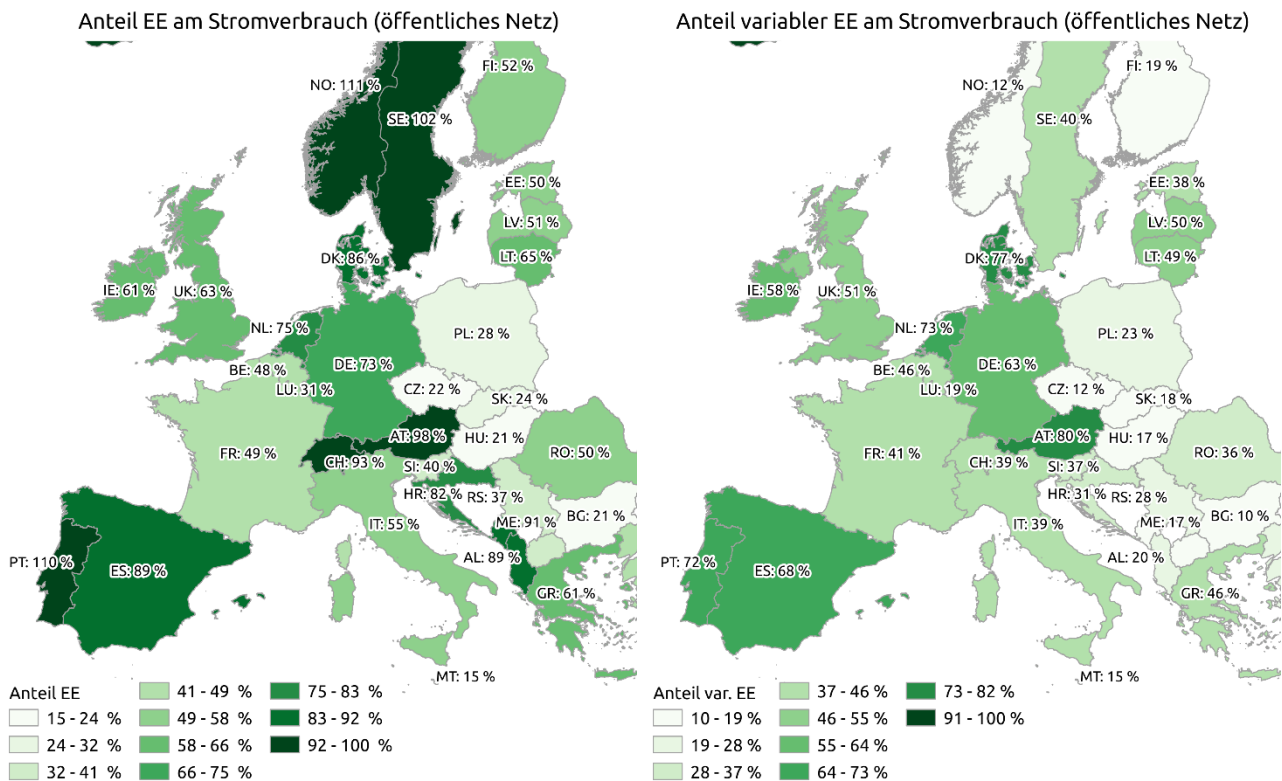 Anteil EE am Stromverbrauch (öffentliches Netz)
NO: 111 %
FI: 52 %
SE: 102 %
EE: 50 %
LV: 51 %
LT: 65 %
DK: 86 %
IE: 61 %
UK: 63 %
NL: 75 %
PL: 28 %
DE: 73 %
BE: 48 %
LU: 31 %
CZ: 22 %
SK: 24 %
AT: 98 %
HU: 21 %
FR: 49 %
CH: 93 %
SI: 40 %
RO: 50 %
HR: 82 %
RS: 37 %
IT: 55 %
ME: 91 %
BG: 21 %
PT: 110 %
ES: 89 %
AL: 89 %
GR: 61 %
MT: 15 %
Anteil EE
15 - 24 %
24 - 32 %
32 - 41 %
41 - 49 %
49 - 58 %
58 - 66 %
66 - 75 %
75 - 83 %
83 - 92 %
92 - 100 %
Anteil variabler EE am Stromverbrauch (öffentliches Netz)
FI: 19 %
NO: 12 %
SE: 40 %
EE: 38 %
LV: 50 %
LT: 49 %
DK: 77 %
IE: 58 %
UK: 51 %
NL: 73 %
PL: 23 %
DE: 63 %
BE: 46 %
LU: 19 %
CZ: 12 %
SK: 18 %
AT: 80 %
HU: 17 %
FR: 41 %
CH: 39 %
SI: 37 %
RO: 36 %
HR: 31 %
RS: 28 %
IT: 39 %
ME: 17 %
BG: 10 %
PT: 72 %
ES: 68 %
AL: 20 %
GR: 46 %
MT: 15 %
Anteil var. EE
10 - 19 %
19 - 28 %
28 - 37 %
37 - 46 %
46 - 55 %
55 - 64 %
64 - 73 %
73 - 82 %
91 - 100 %